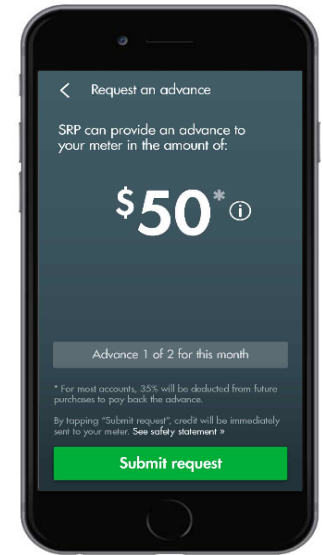 Request an advance
SRP can provide an advance to
your meter in the amount of:
$50*
Advance 1 of 2 for this month
* For most accounts, 35% will be deducted from future
purchases to pay back the advance.
By tapping "Submit request", credit will be immediately
sent to your meter. See safety statement »
Submit request